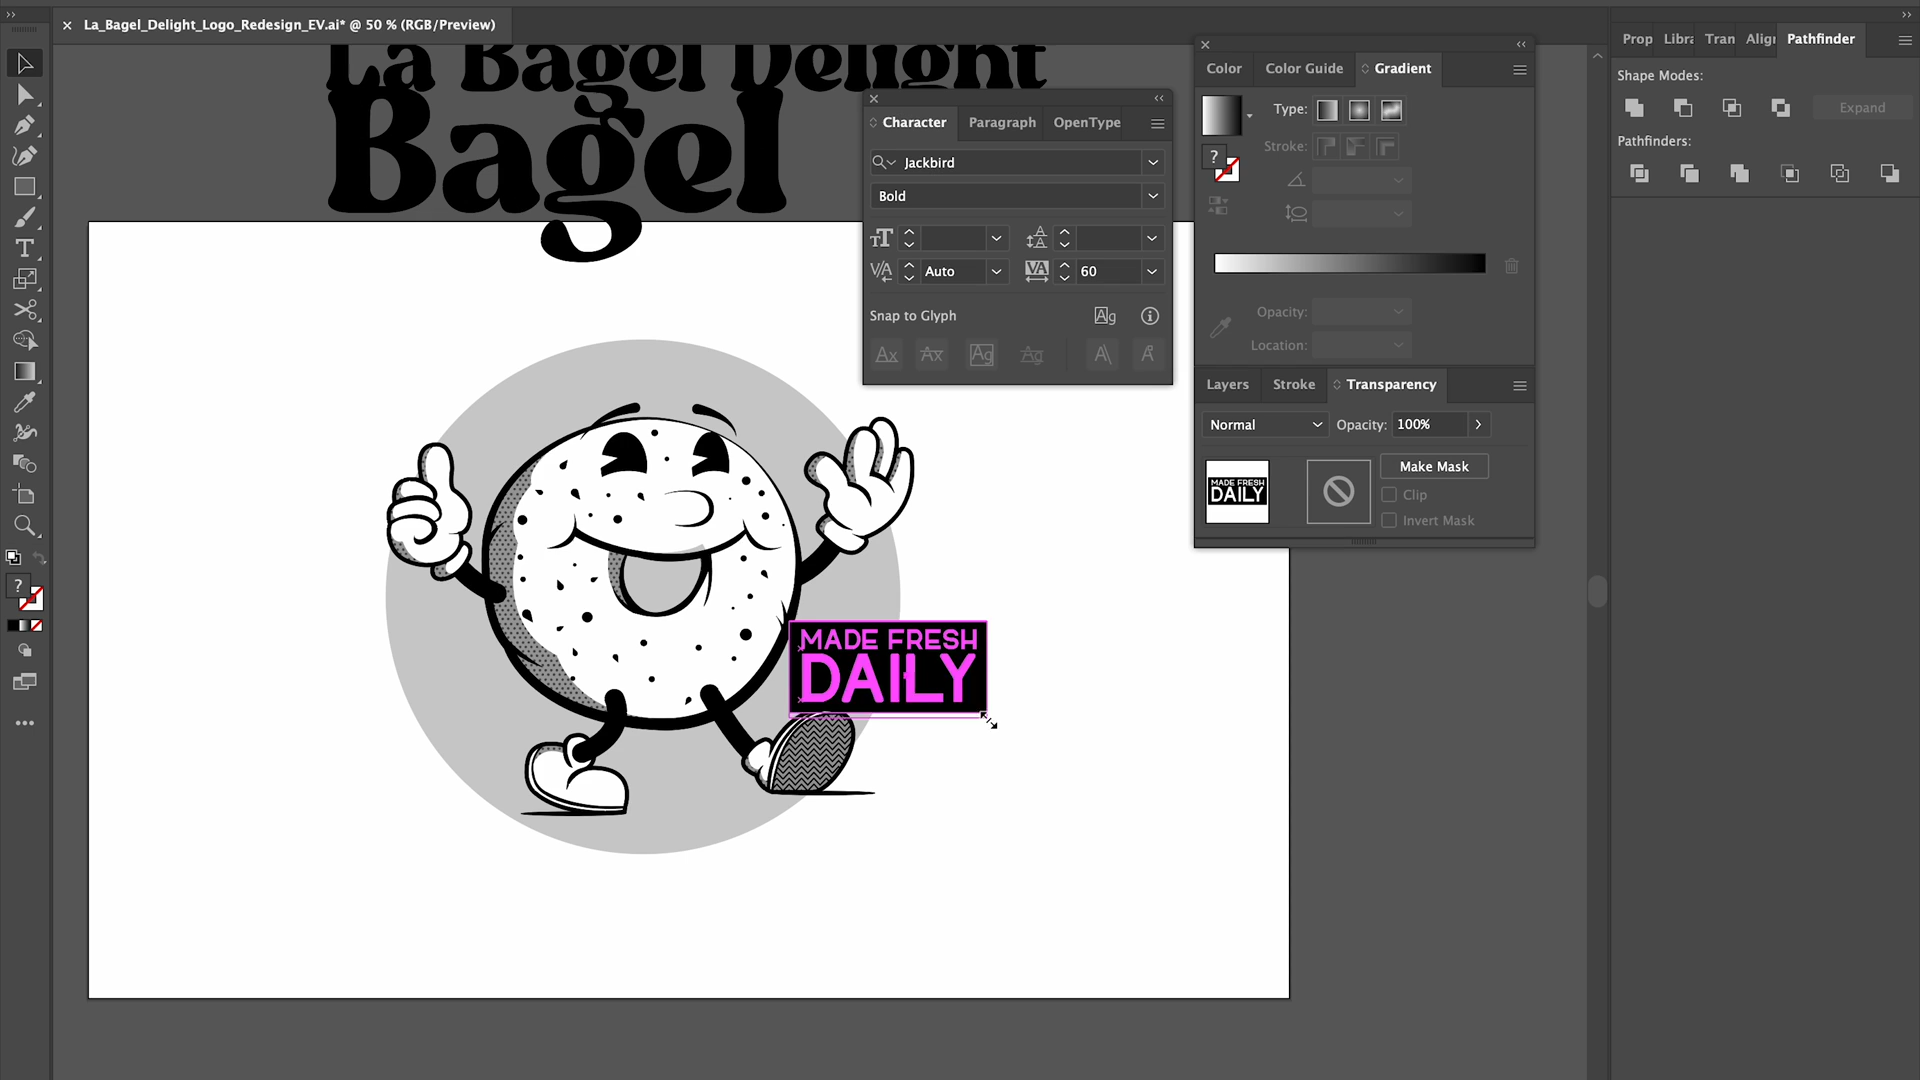 La_Bagel_Delight_Logo_Redesign_EV.ai* @ 50 % (RGB/Preview)
La Bagel Delight
Bagel
MADE FRESH
DAILY
Character
Paragraph
OpenType
Jackbird
Bold
Auto
60
Snap to Glyph
Color
Color Guide
Gradient
Type:
Stroke:
Opacity:
Location:
Layers
Stroke
Transparency
Normal
Opacity:
100%
MADE FRESH
DAILY
Make Mask
Clip
Invert Mask
Prop
Libra
Tran
Align
Pathfinder
Shape Modes:
Expand
Pathfinders: